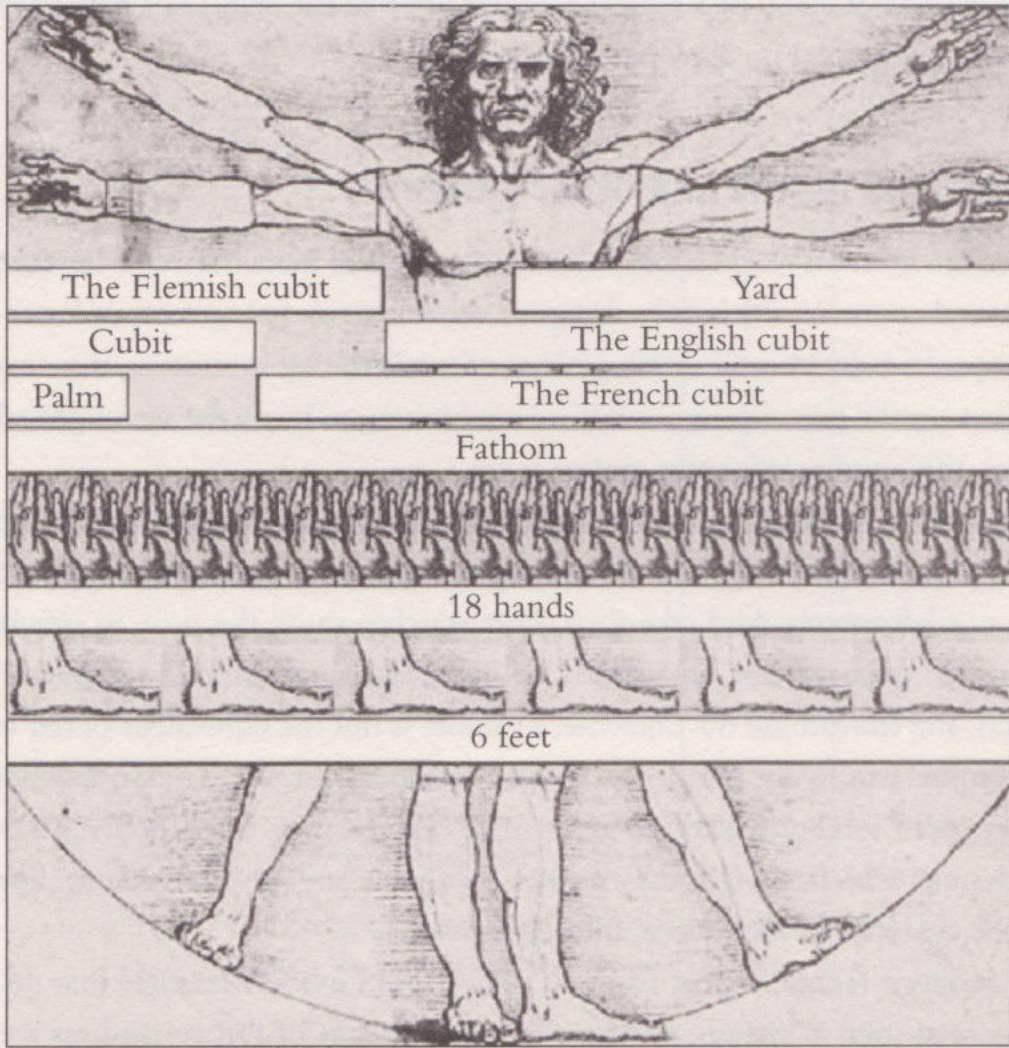 The Flemish cubit
Yard
Cubit
The English cubit
Palm
The French cubit
Fathom
18 hands
6 feet